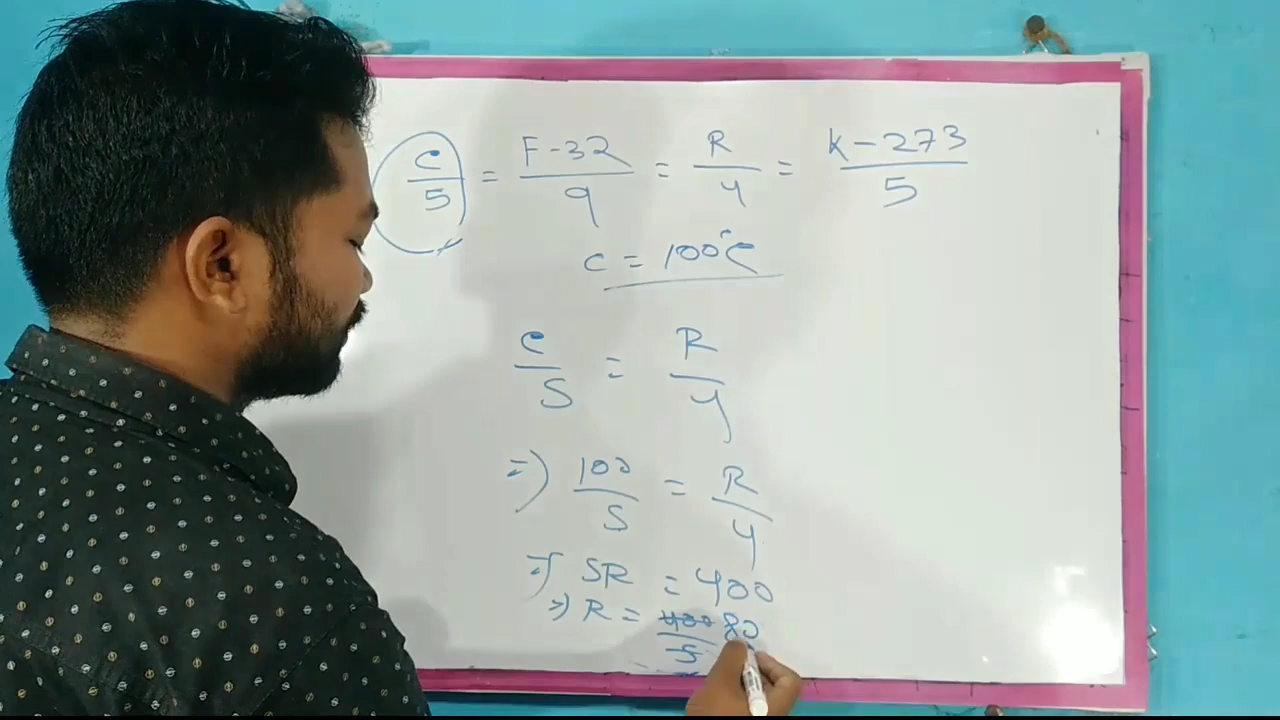 C/5 = F-32/9 = R/4 = K-273/5
C = 100°C
C/5 = R/4
=) 100/5 = R/4
=) 5R = 400
=) R = 400/5 80